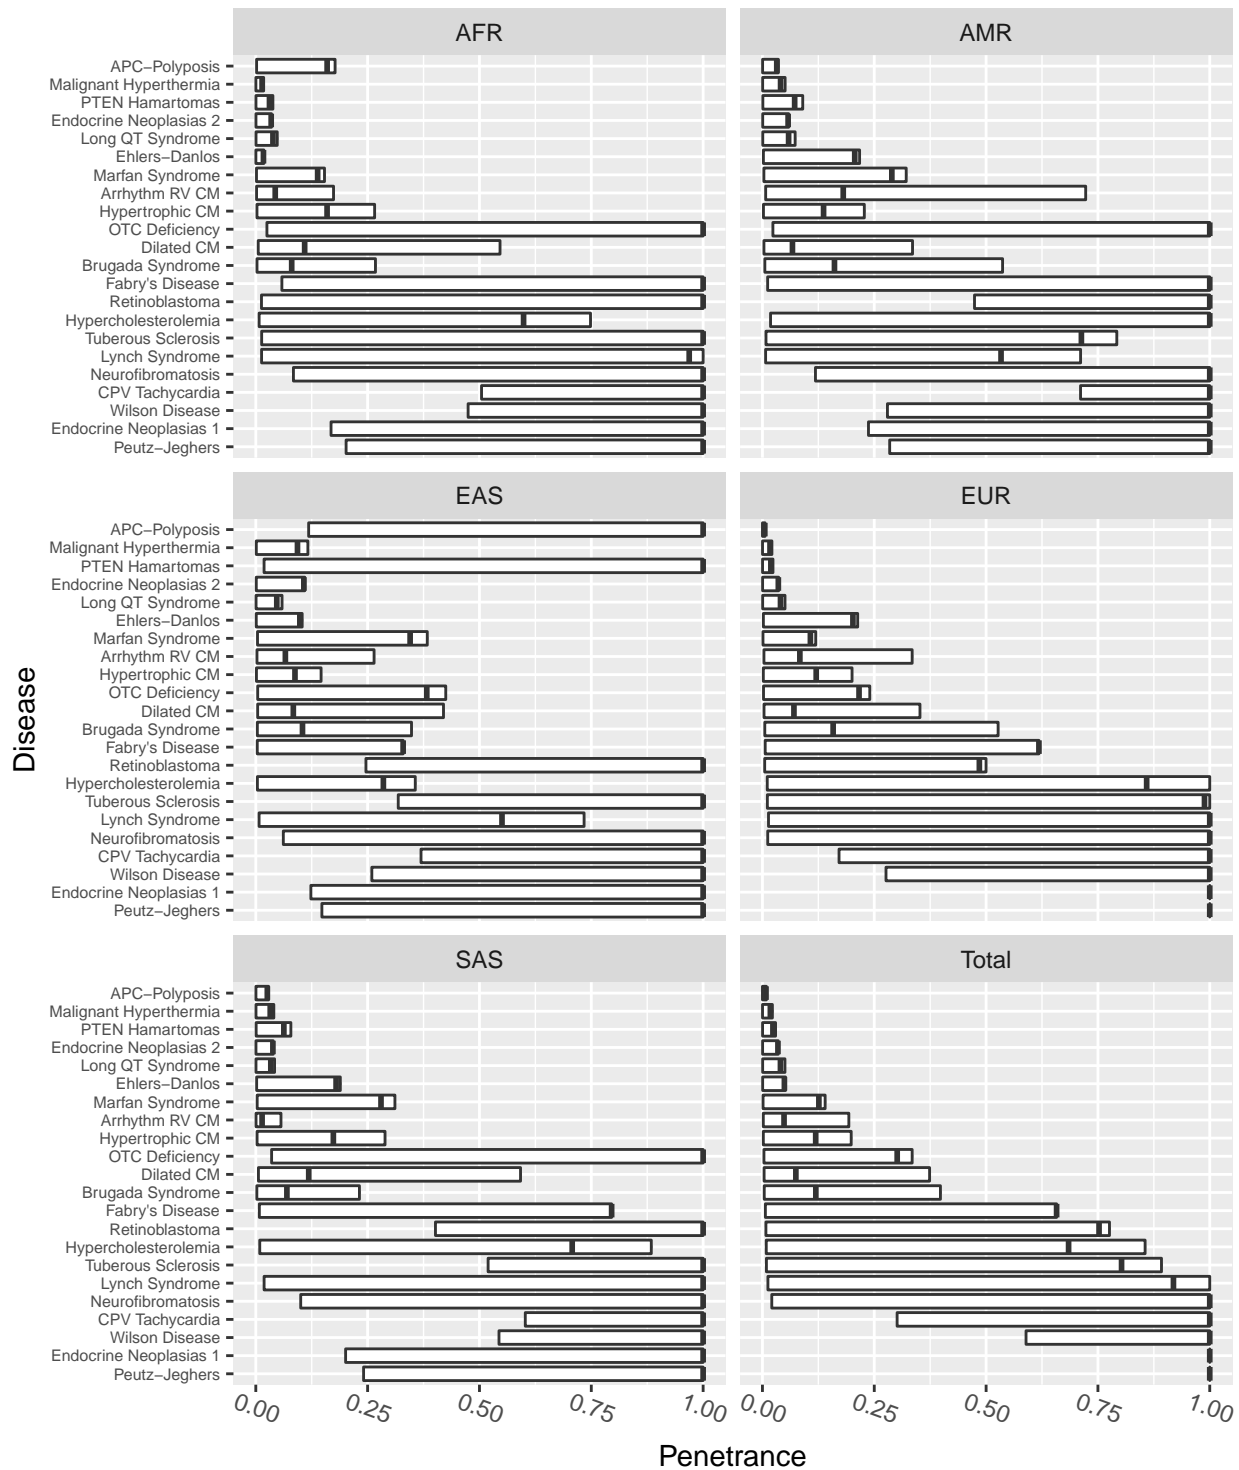 AFR
AMR
APC−Polyposis
Malignant Hyperthermia
PTEN Hamartomas
Endocrine Neoplasias 2
Long QT Syndrome
Ehlers−Danlos
Marfan Syndrome
Arrhythm RV CM
Hypertrophic CM
OTC Deficiency
Dilated CM
Brugada Syndrome
Fabry's Disease
Retinoblastoma
Hypercholesterolemia
Tuberous Sclerosis
Lynch Syndrome
Neurofibromatosis
CPV Tachycardia
Wilson Disease
Endocrine Neoplasias 1
Peutz−Jeghers
EAS
EUR
APC−Polyposis
Malignant Hyperthermia
PTEN Hamartomas
Endocrine Neoplasias 2
Long QT Syndrome
Ehlers−Danlos
Marfan Syndrome
Arrhythm RV CM
Hypertrophic CM
OTC Deficiency
Dilated CM
Brugada Syndrome
Fabry's Disease
Retinoblastoma
Hypercholesterolemia
Tuberous Sclerosis
Lynch Syndrome
Neurofibromatosis
CPV Tachycardia
Wilson Disease
Endocrine Neoplasias 1
Peutz−Jeghers
Disease
SAS
Total
APC−Polyposis
Malignant Hyperthermia
PTEN Hamartomas
Endocrine Neoplasias 2
Long QT Syndrome
Ehlers−Danlos
Marfan Syndrome
Arrhythm RV CM
Hypertrophic CM
OTC Deficiency
Dilated CM
Brugada Syndrome
Fabry's Disease
Retinoblastoma
Hypercholesterolemia
Tuberous Sclerosis
Lynch Syndrome
Neurofibromatosis
CPV Tachycardia
Wilson Disease
Endocrine Neoplasias 1
Peutz−Jeghers
0.00 0.25 0.50 0.75 1.00
0.00 0.25 0.50 0.75 1.00
Penetrance